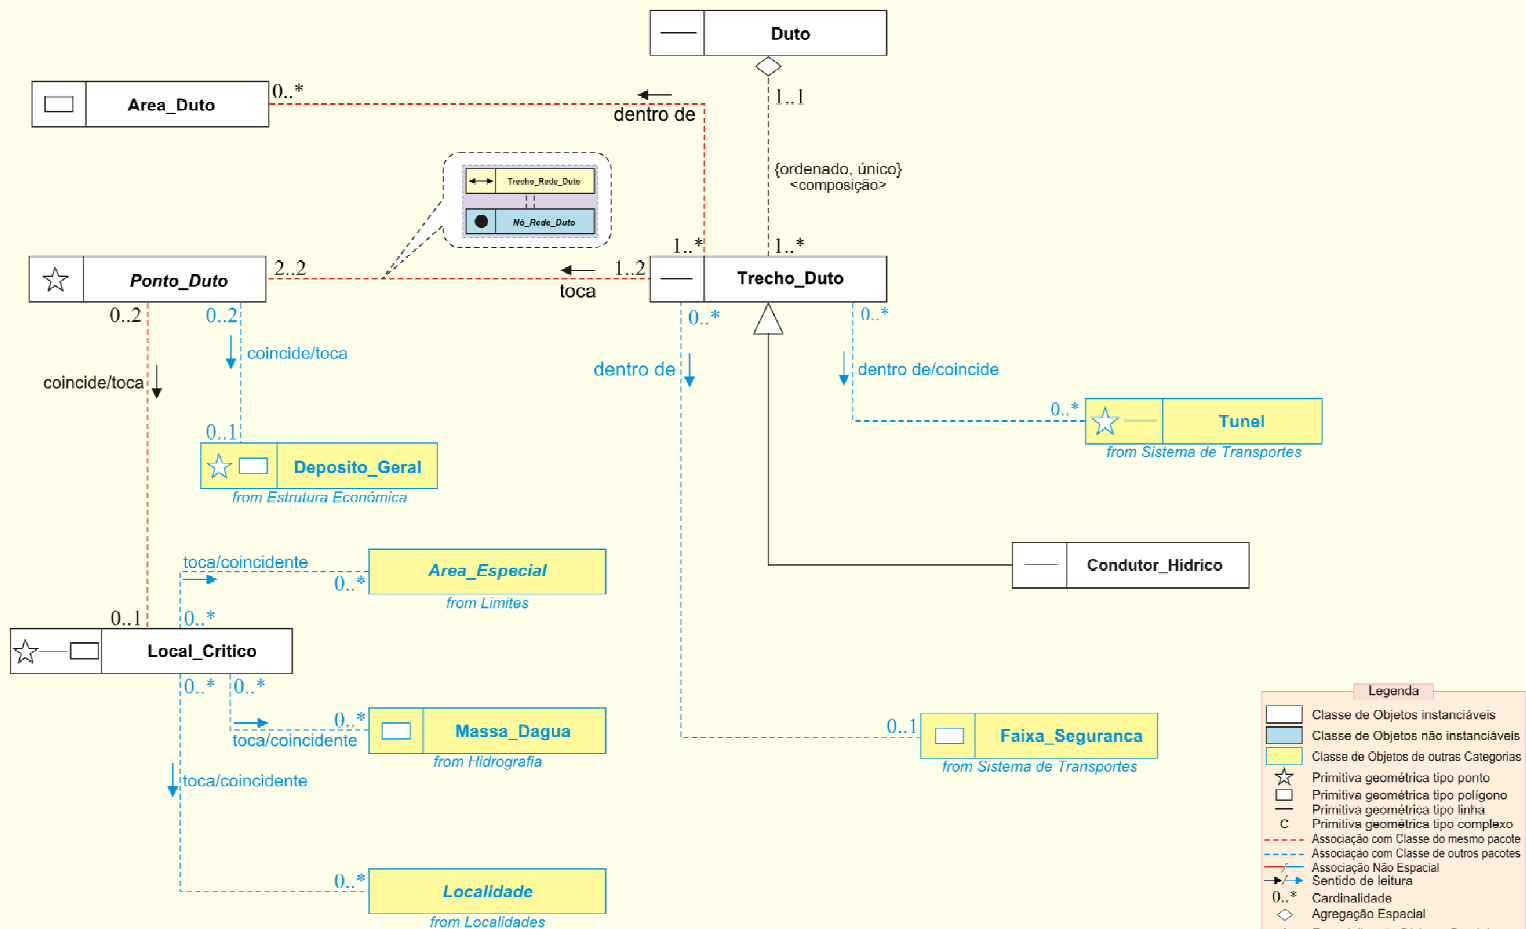 Duto
Area_Duto
0..*
dentro de
1..1
{ordenado, único}
<composição>
Trecho_Rede_Duto
Nó_Rede_Duto
1..*
1..*
Ponto_Duto
2..2
1..2
toca
Trecho_Duto
0..2
0..2
0..*
0..*
coincide/toca
coincide/toca
dentro de
dentro de/coincide
0..*
Tunel
from Sistema de Transportes
0..1
Deposito_Geral
from Estrutura Econômica
toca/coincidente
0..*
Area_Especial
from Limites
Condutor_Hidrico
0..1
0..*
Local_Critico
0..*
0..*
0..*
toca/coincidente
Massa_Dagua
from Hidrografia
0..1
Faixa_Seguranca
from Sistema de Transportes
toca/coincidente
0..*
Localidade
from Localidades
Legenda
Classe de Objetos instanciáveis
Classe de Objetos não instanciáveis
Classe de Objetos de outras Categorias
Primitiva geométrica tipo ponto
Primitiva geométrica tipo polígono
Primitiva geométrica tipo linha
C Primitiva geométrica tipo complexo
Associação com Classe do mesmo pacote
Associação com Classe de outros pacotes
Associação Não Espacial
Sentido de leitura
0..* Cardinalidade
Agregação Espacial